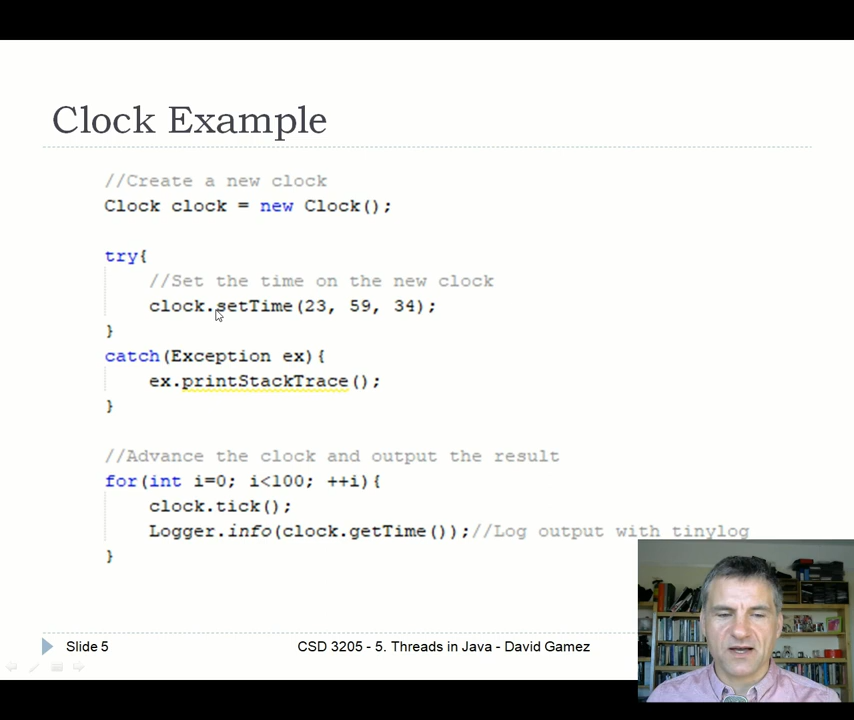 Clock Example
//Create a new clock
Clock clock = new Clock();
try{
//Set the time on the new clock
clock.setTime(23, 59, 34);
}
catch(Exception ex){
ex.printStackTrace();
}
//Advance the clock and output the result
for(int i=0; i<100; ++i){
clock.tick();
Logger.info(clock.getTime());//Log output with tinylog
}
Slide 5
CSD 3205 - 5. Threads in Java - David Gamez